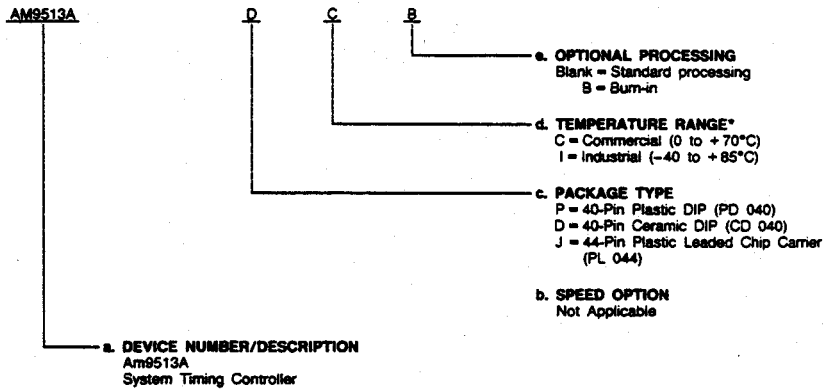 AM9513A D C B
e. OPTIONAL PROCESSING
Blank = Standard processing
B = Burn-in
d. TEMPERATURE RANGE*
C = Commercial (0 to +70°C)
I = Industrial (-40 to +85°C)
c. PACKAGE TYPE
P = 40-Pin Plastic DIP (PD 040)
D = 40-Pin Ceramic DIP (CD 040)
J = 44-Pin Plastic Leaded Chip Carrier
(PL 044)
b. SPEED OPTION
Not Applicable
a. DEVICE NUMBER/DESCRIPTION
Am9513A
System Timing Controller